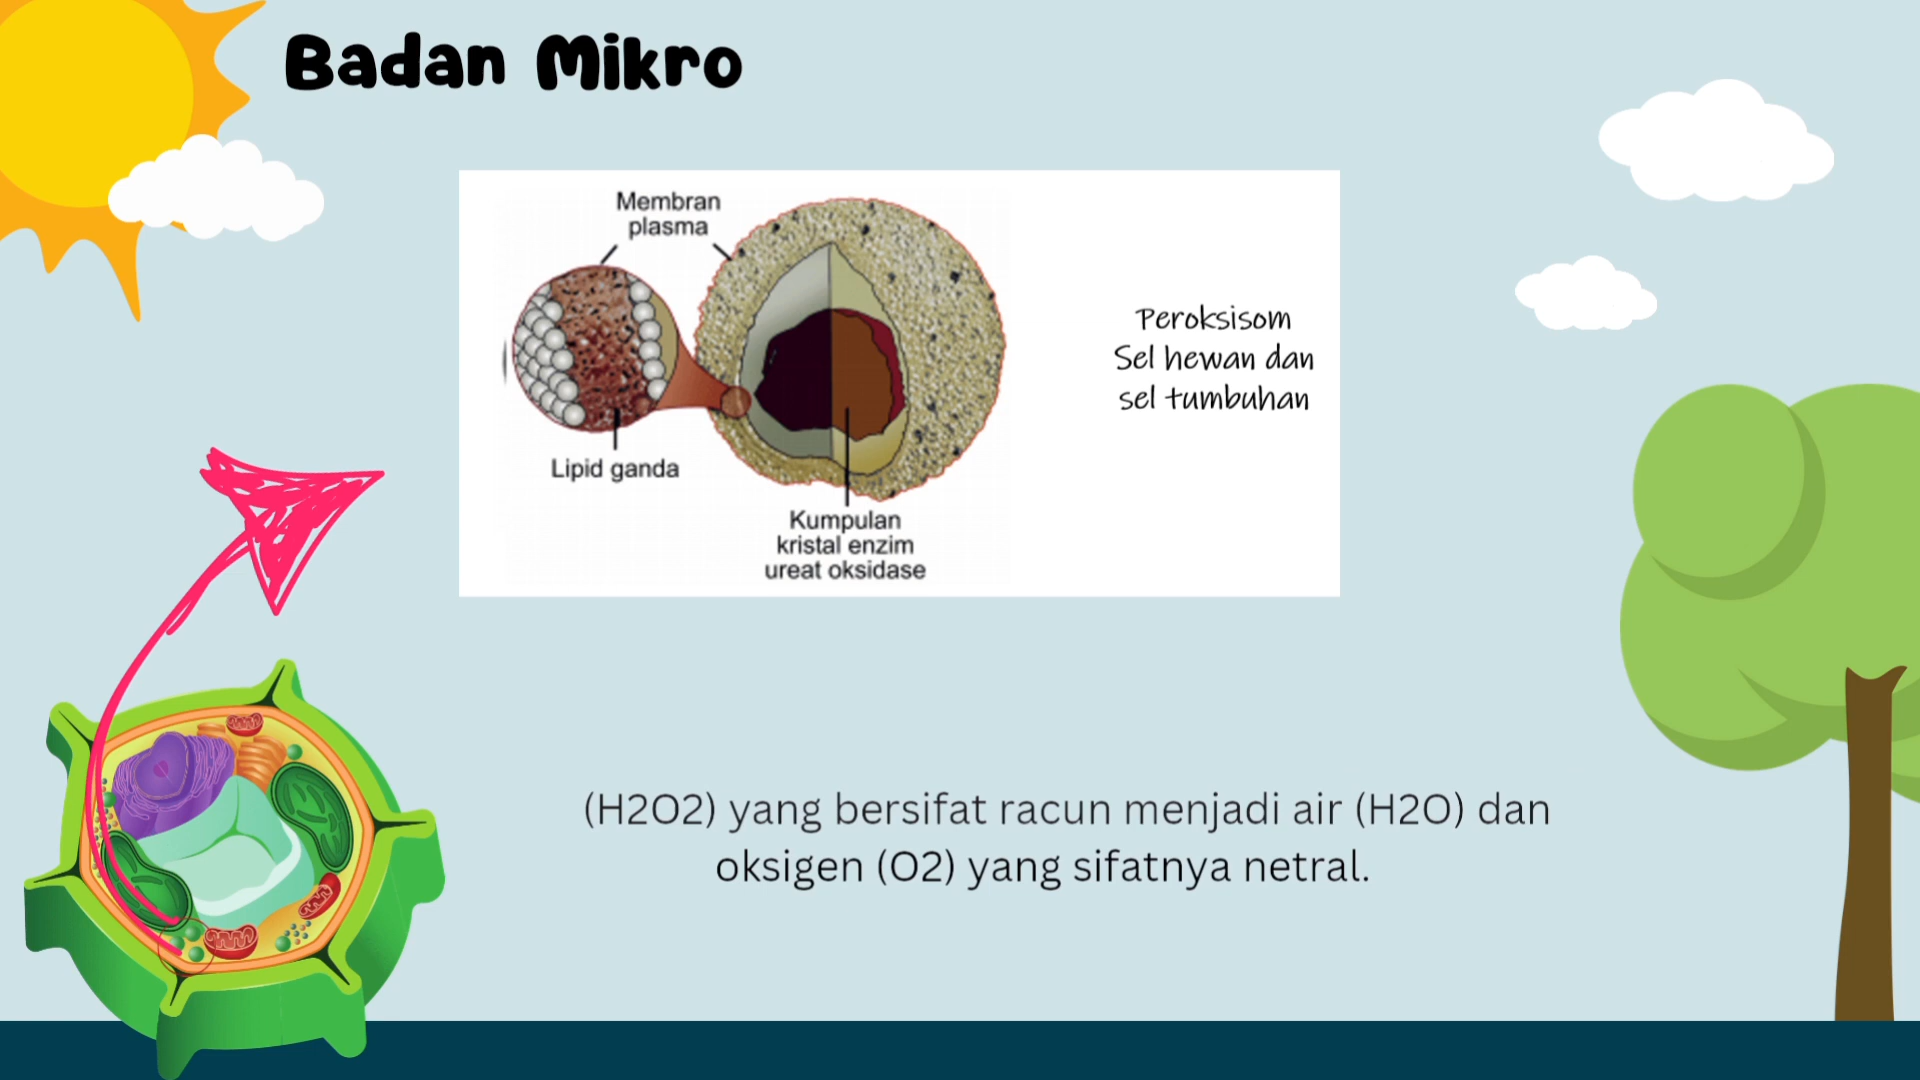 Badan Mikro
Membran
plasma
Lipid ganda
Kumpulan
kristal enzim
ureat oksidase
Peroksisom
Sel hewan dan
sel tumbuhan
(H2O2) yang bersifat racun menjadi air (H2O) dan
oksigen (O2) yang sifatnya netral.